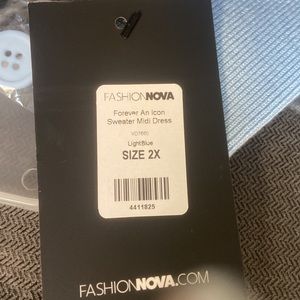 FASHIONNOVA
Forever An Icon
Sweater Midi Dress
LightBlue
SIZE 2X
4411825
FASHIONNOVA.COM